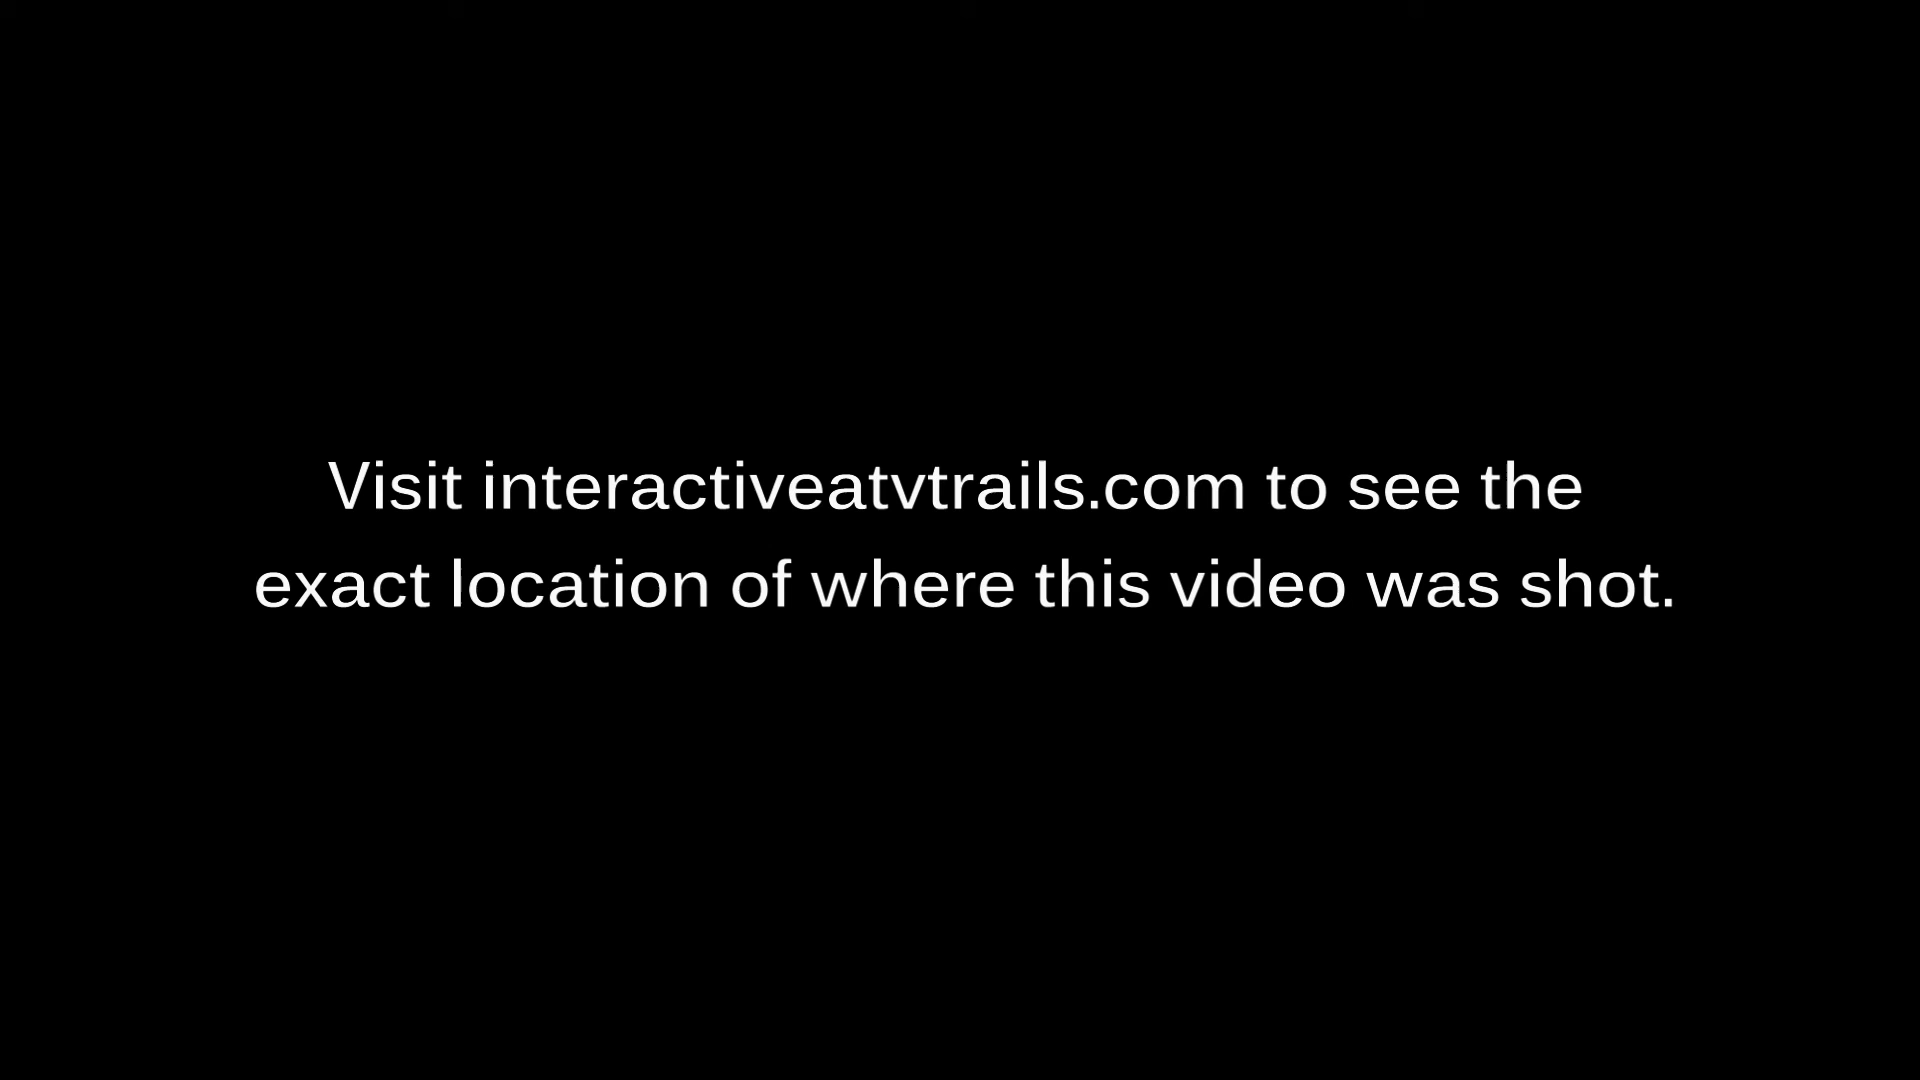 Visit interactiveatvtrails.com to see the
exact location of where this video was shot.